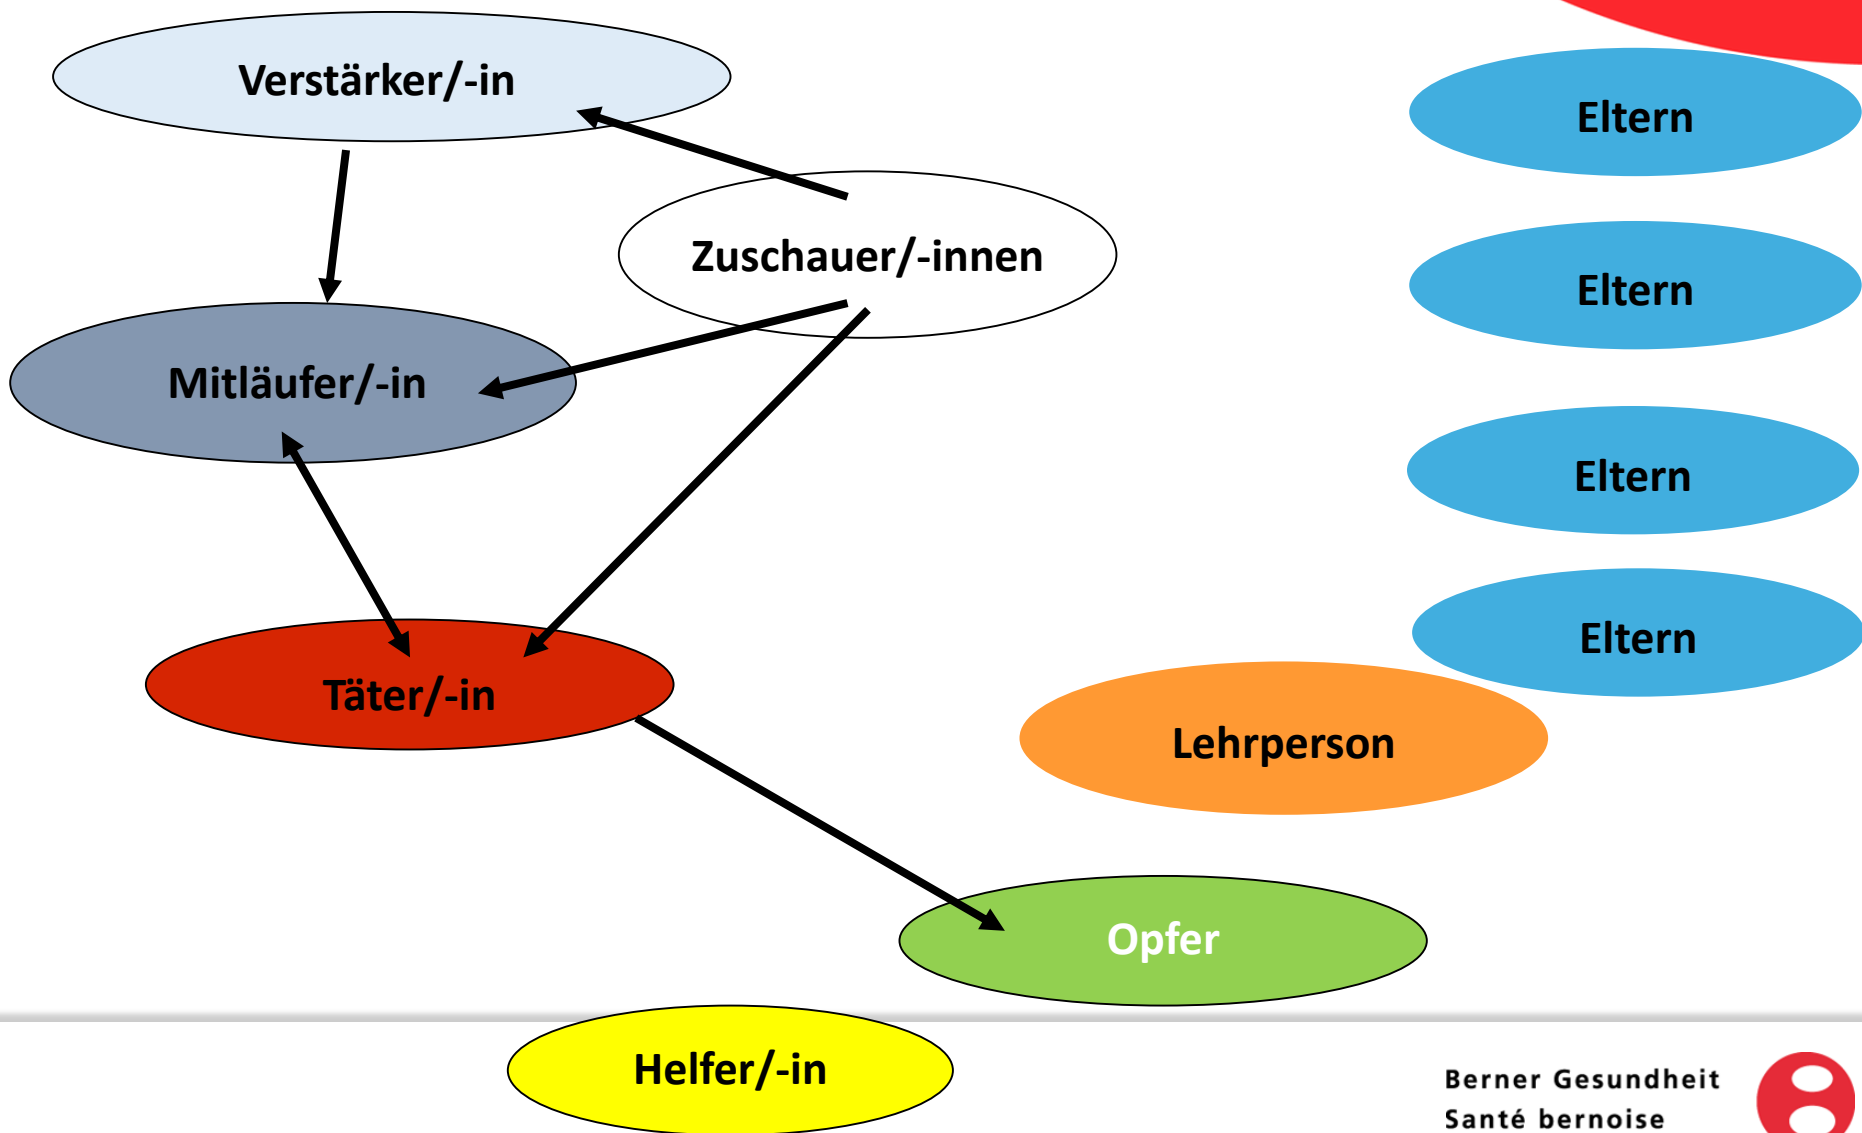 Verstärker/-in
Eltern
Zuschauer/-innen
Eltern
Mitläufer/-in
Eltern
Eltern
Täter/-in
Lehrperson
Opfer
Helfer/-in
Berner Gesundheit
Santé bernoise